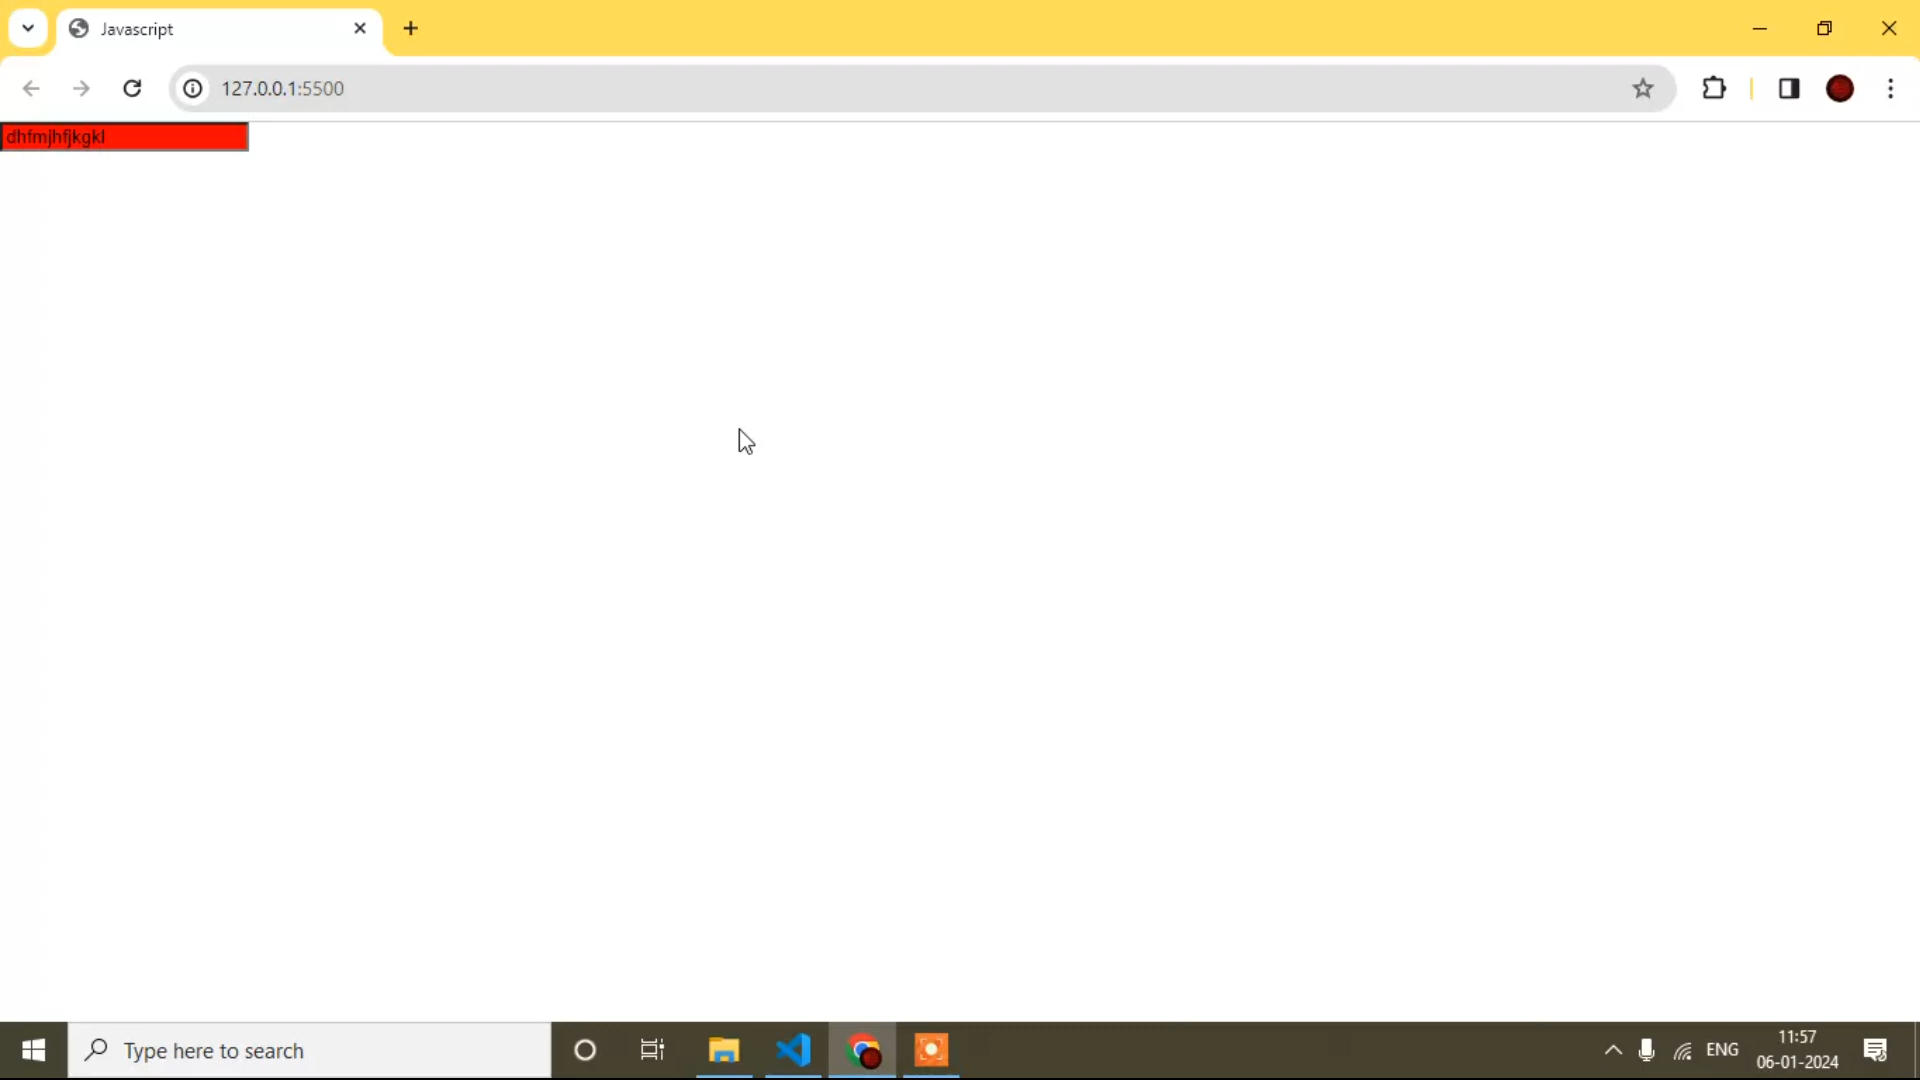 Javascript
127.0.0.1:5500
dhfmjhfjkgkl
Type here to search
ENG
11:57
06-01-2024